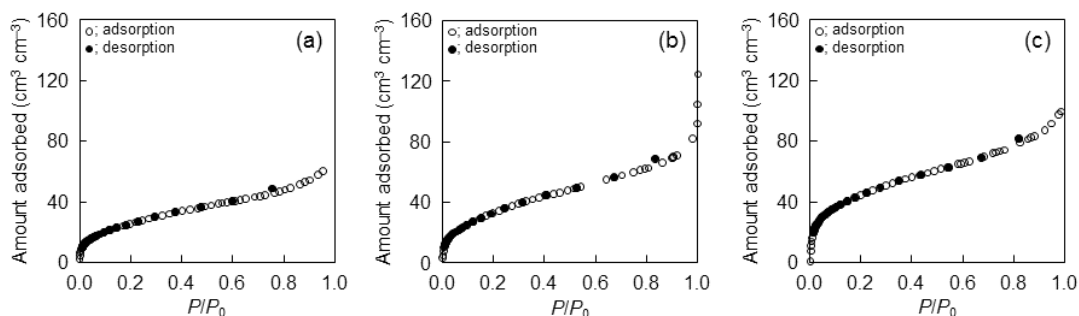 160
○; adsorption
●; desorption
(a)
120
80
40
0
Amount adsorbed (cm³ cm⁻³)
0 0.2 0.4 0.6 0.8 1.0
P/P₀
160
○; adsorption
●; desorption
(b)
120
80
40
0
Amount adsorbed (cm³ cm⁻³)
0 0.2 0.4 0.6 0.8 1.0
P/P₀
160
○; adsorption
●; desorption
(c)
120
80
40
0
Amount adsorbed (cm³ cm⁻³)
0 0.2 0.4 0.6 0.8 1.0
P/P₀